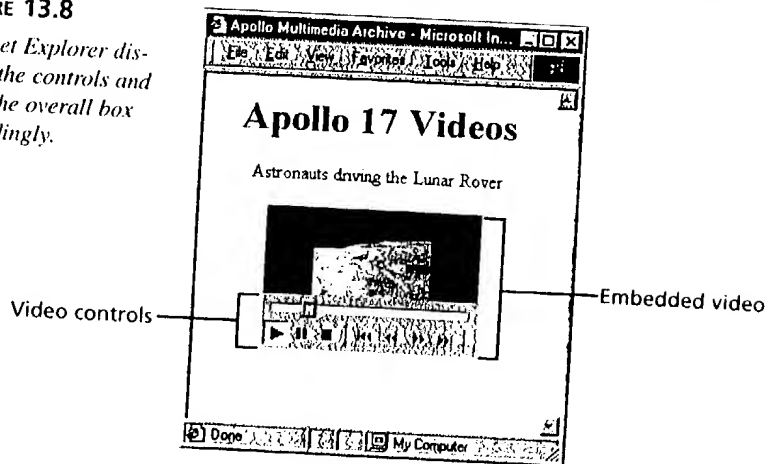 RE 13.8
et Explorer dis-
the controls and
he overall box
lingly.
Apollo Multimedia Archive - Microsoft In...
File Edit View Favorites Tools Help
Apollo 17 Videos
Astronauts driving the Lunar Rover
Video controls
Embedded video
Done
My Computer